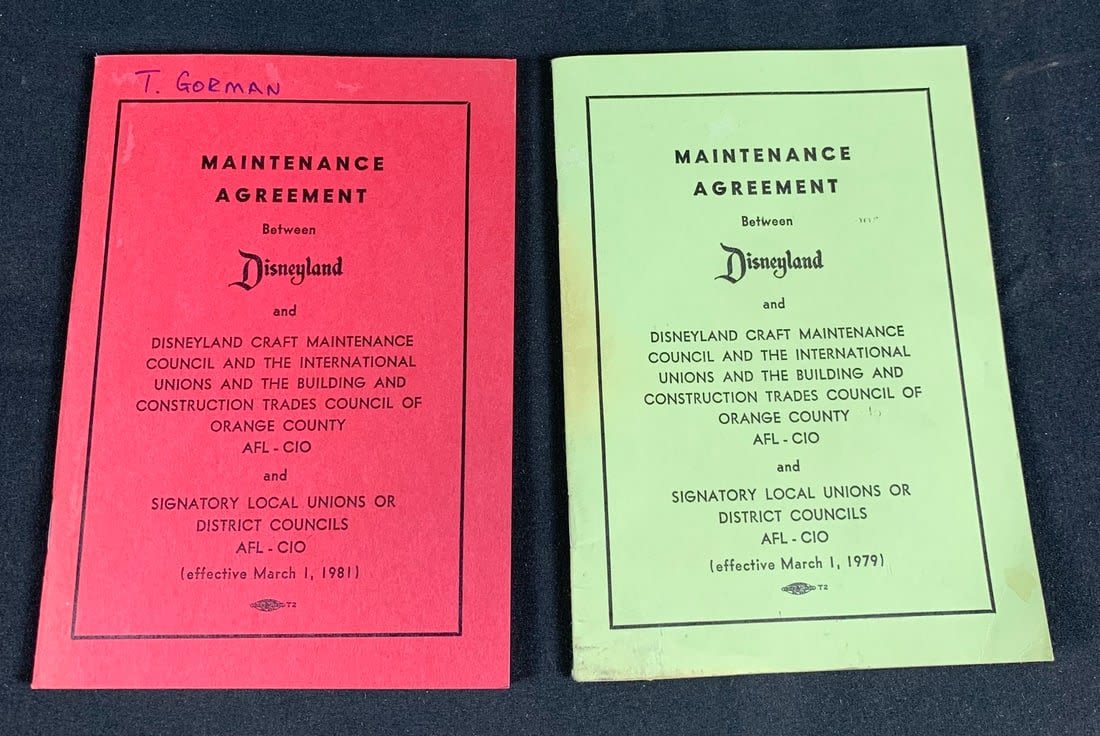 T. GORMAN
MAINTENANCE
AGREEMENT
Between
Disneyland
and
DISNEYLAND CRAFT MAINTENANCE
COUNCIL AND THE INTERNATIONAL
UNIONS AND THE BUILDING AND
CONSTRUCTION TRADES COUNCIL OF
ORANGE COUNTY
AFL - CIO
and
SIGNATORY LOCAL UNIONS OR
DISTRICT COUNCILS
AFL - CIO
(effective March 1, 1981)
T2
MAINTENANCE
AGREEMENT
Between
Disneyland
and
DISNEYLAND CRAFT MAINTENANCE
COUNCIL AND THE INTERNATIONAL
UNIONS AND THE BUILDING AND
CONSTRUCTION TRADES COUNCIL OF
ORANGE COUNTY
AFL - CIO
and
SIGNATORY LOCAL UNIONS OR
DISTRICT COUNCILS
AFL - CIO
(effective March 1, 1979)
T2